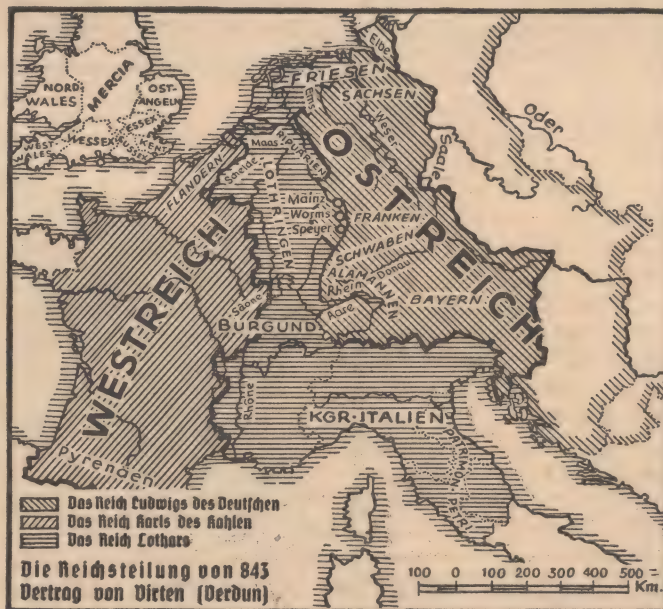 Elbe
FRIESEN
NORD
WALES
MERCIA
OST-
ANGELN
SACHSEN
Ems
Weser
Oder
ESSEX
WESSEX
KENT
WEST
WALES
Maas
RIPUARIEN
Saale
Schelde
FLANDERN
LOTHRINGEN
OSTREICH
Mainz
Worms
Speyer
FRANKEN
SCHWABEN
ALAMANNEN
Donau
Rhein
BAYERN
WESTREICH
Saône
Aare
BURGUND
Rhône
KGR·ITALIEN
PATRIMON. PETRI
Pyrenäen
Das Reich Ludwigs des Deutschen
Das Reich Karls des Kahlen
Das Reich Lothars
Die Reichsteilung von 843
Vertrag von Virten (Verdun)
100 0 100 200 300 400 500
Km